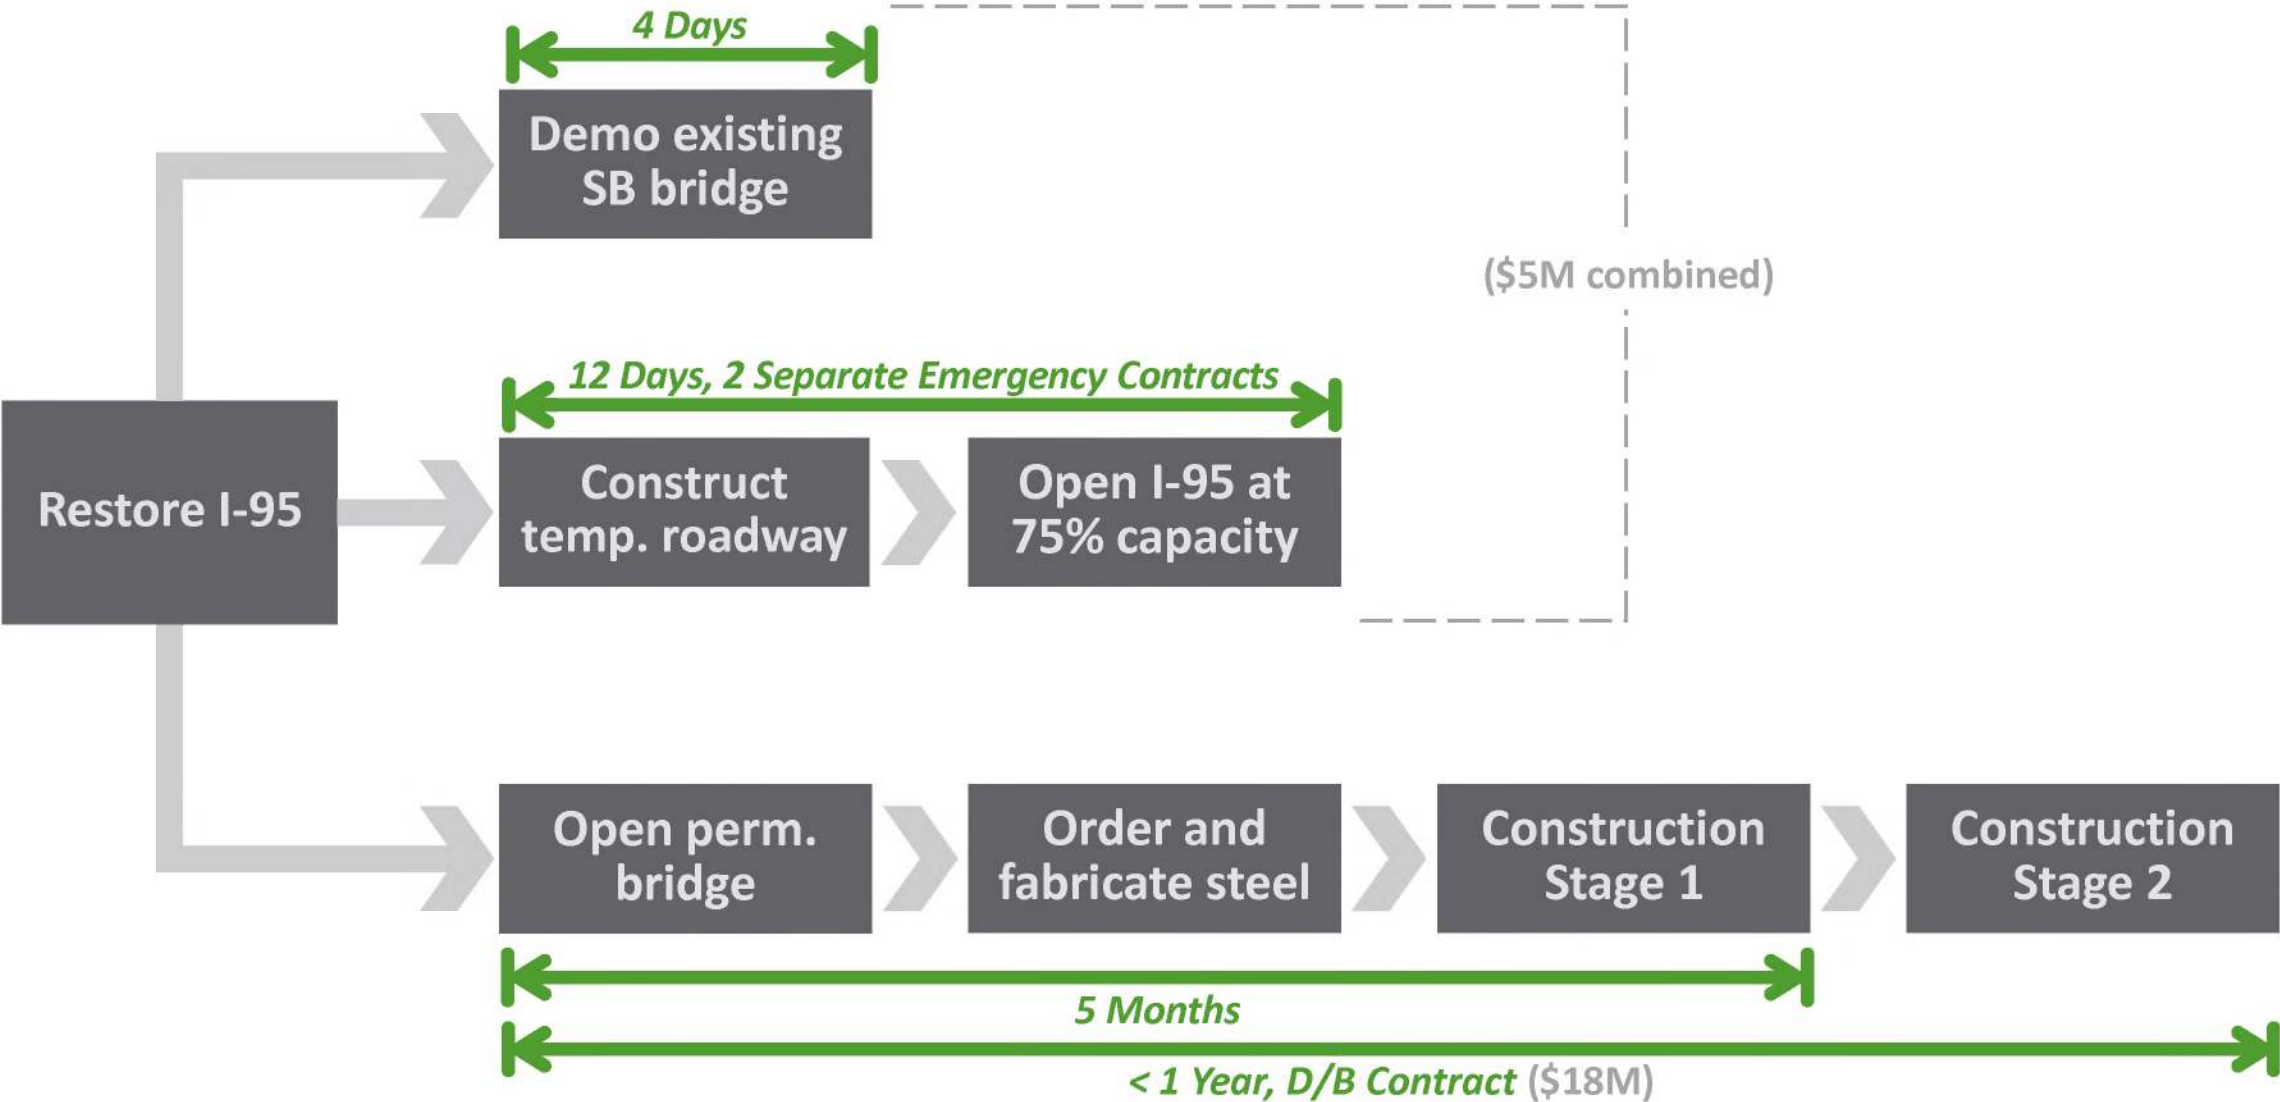 4 Days
Demo existing
SB bridge
($5M combined)
12 Days, 2 Separate Emergency Contracts
Restore I-95
Construct
temp. roadway
Open I-95 at
75% capacity
Open perm.
bridge
Order and
fabricate steel
Construction
Stage 1
Construction
Stage 2
5 Months
< 1 Year, D/B Contract ($18M)